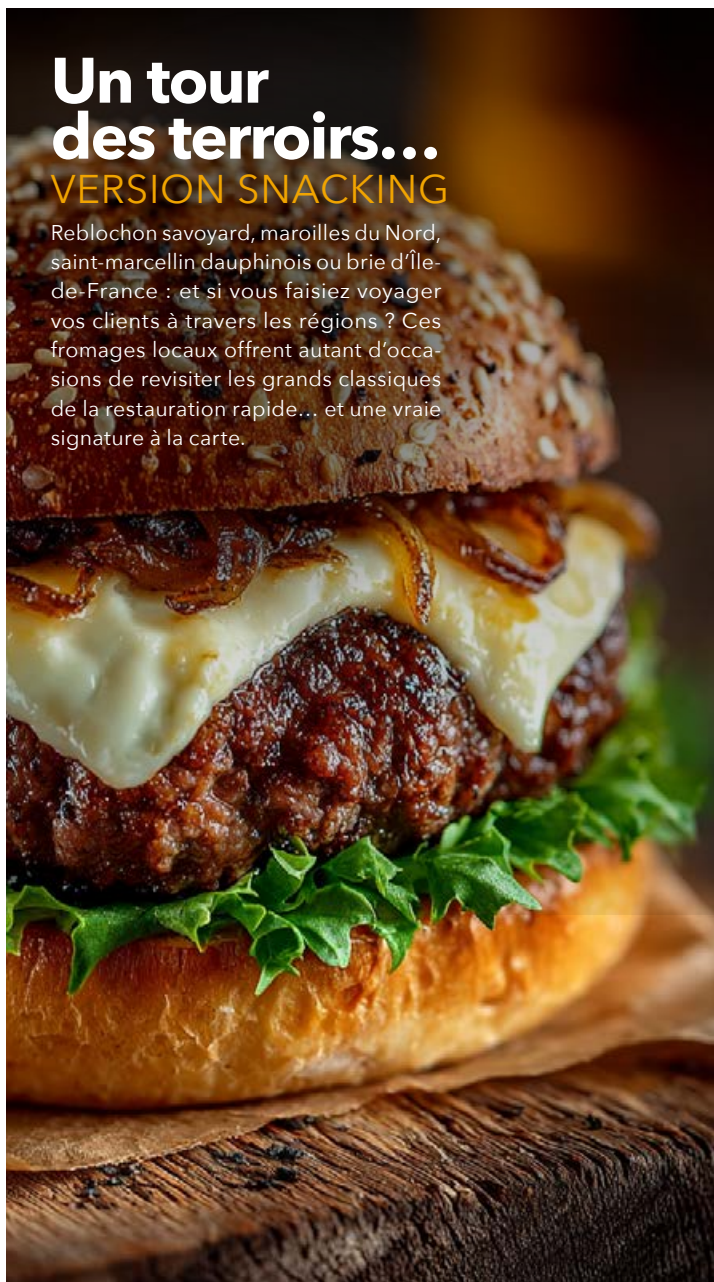 Un tour
des terroirs...
VERSION SNACKING
Reblochon savoyard, maroilles du Nord,
saint-marcellin dauphinois ou brie d’Île-
de-France : et si vous faisiez voyager
vos clients à travers les régions ? Ces
fromages locaux offrent autant d’occa-
sions de revisiter les grands classiques
de la restauration rapide... et une vraie
signature à la carte.